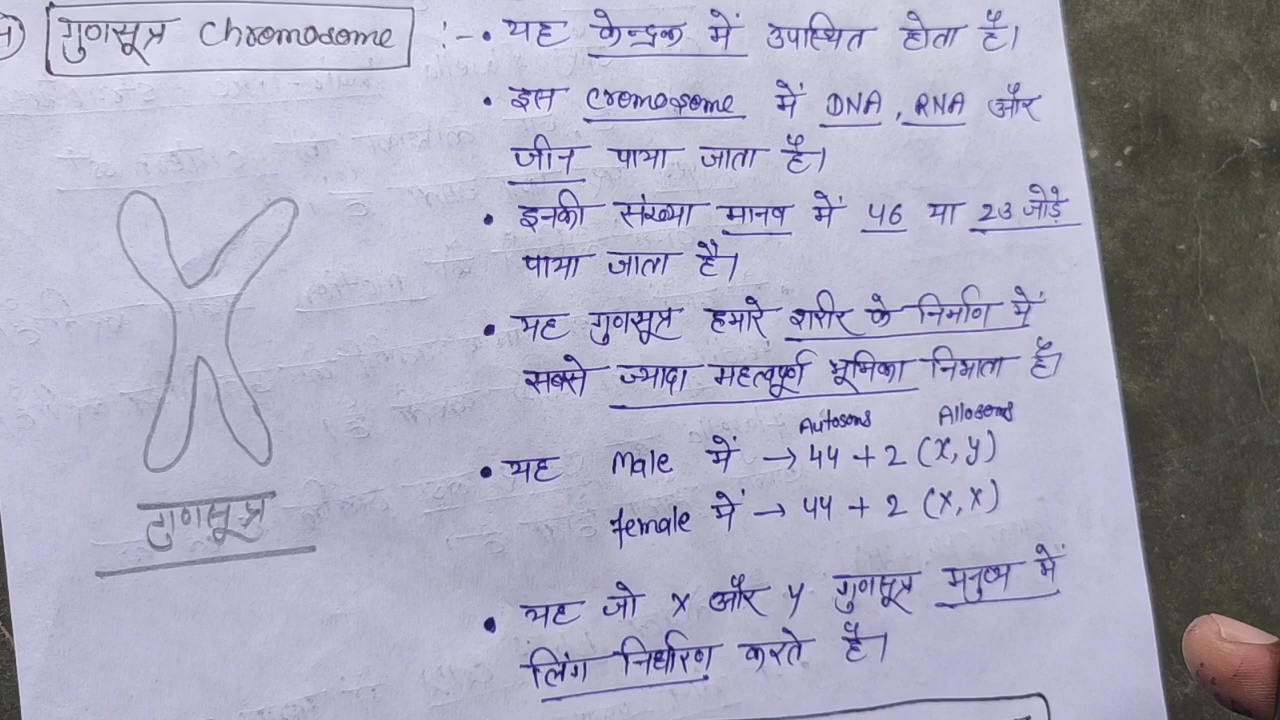 गुणसूत्र Chromosome :- • यह केन्द्रक में उपस्थित होता है।
• इस Cromosome में DNA, RNA और
जीन पाया जाता है।
• इनकी संख्या मानव में 46 या 23 जोड़े
पाया जाता है।
• यह गुणसूत्र हमारे शरीर के निर्माण में
सबसे ज्यादा महत्वपूर्ण भूमिका निभाता है।
Autosoms Allosoms
• यह Male में → 44 + 2 (x, y)
female में → 44 + 2 (x, x)
गुणसूत्र
• यह जो x और y गुणसूत्र मनुष्य में
लिंग निर्धारण करते है।